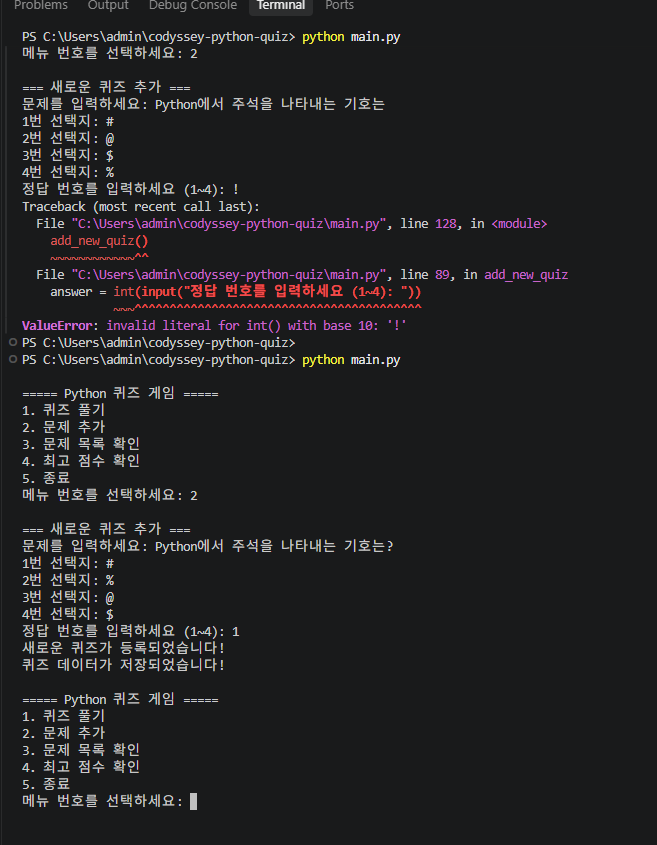 Problems Output Debug Console Terminal Ports
PS C:\Users\admin\codyssey-python-quiz> python main.py
메뉴 번호를 선택하세요: 2
=== 새로운 퀴즈 추가 ===
문제를 입력하세요: Python에서 주석을 나타내는 기호는
1번 선택지: #
2번 선택지: @
3번 선택지: $
4번 선택지: %
정답 번호를 입력하세요 (1~4): !
Traceback (most recent call last):
File "C:\Users\admin\codyssey-python-quiz\main.py", line 128, in <module>
add_new_quiz()
~~~~~~~~~~~~^^
File "C:\Users\admin\codyssey-python-quiz\main.py", line 89, in add_new_quiz
answer = int(input("정답 번호를 입력하세요 (1~4): "))
~~~^^^^^^^^^^^^^^^^^^^^^^^^^^^^^^^^^^^^^^^^^
ValueError: invalid literal for int() with base 10: '!'
PS C:\Users\admin\codyssey-python-quiz>
PS C:\Users\admin\codyssey-python-quiz> python main.py
===== Python 퀴즈 게임 =====
1. 퀴즈 풀기
2. 문제 추가
3. 문제 목록 확인
4. 최고 점수 확인
5. 종료
메뉴 번호를 선택하세요: 2
=== 새로운 퀴즈 추가 ===
문제를 입력하세요: Python에서 주석을 나타내는 기호는?
1번 선택지: #
2번 선택지: %
3번 선택지: @
4번 선택지: $
정답 번호를 입력하세요 (1~4): 1
새로운 퀴즈가 등록되었습니다!
퀴즈 데이터가 저장되었습니다!
===== Python 퀴즈 게임 =====
1. 퀴즈 풀기
2. 문제 추가
3. 문제 목록 확인
4. 최고 점수 확인
5. 종료
메뉴 번호를 선택하세요: